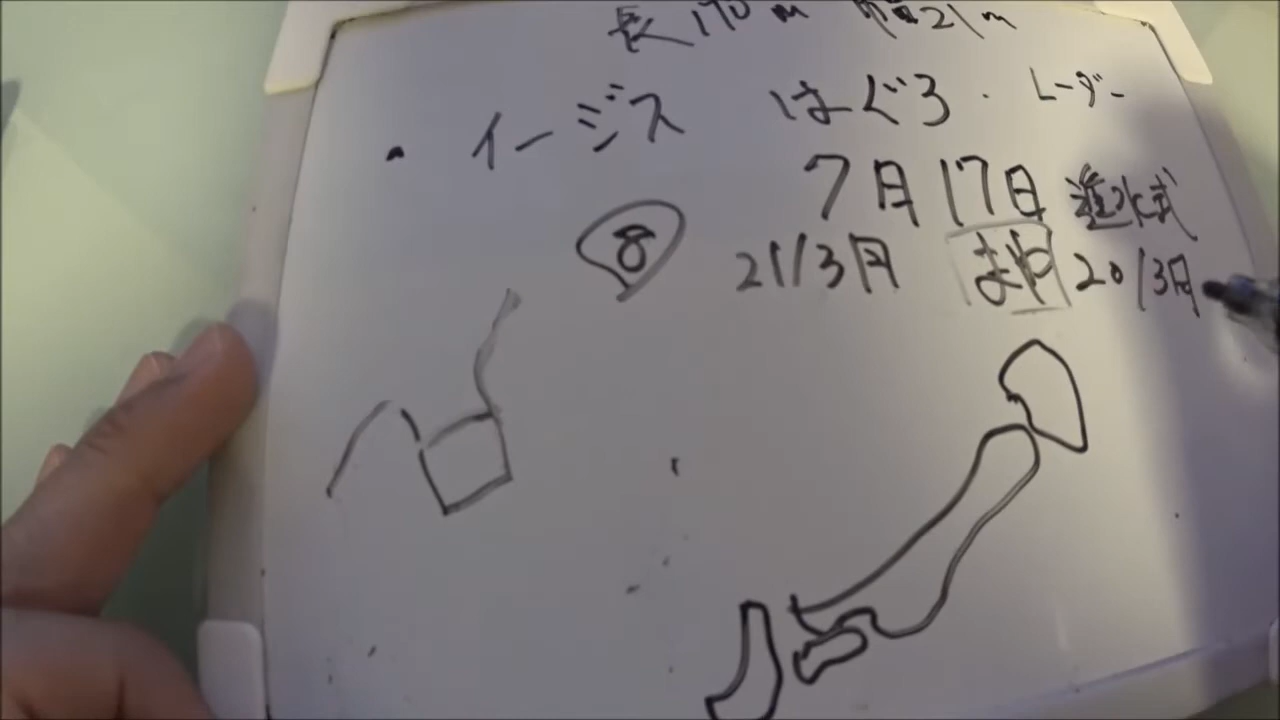 長170m 幅21m
・イージス はぐろ・レーダー
7月17日 進水式
8 21/3月 まや 20/3月